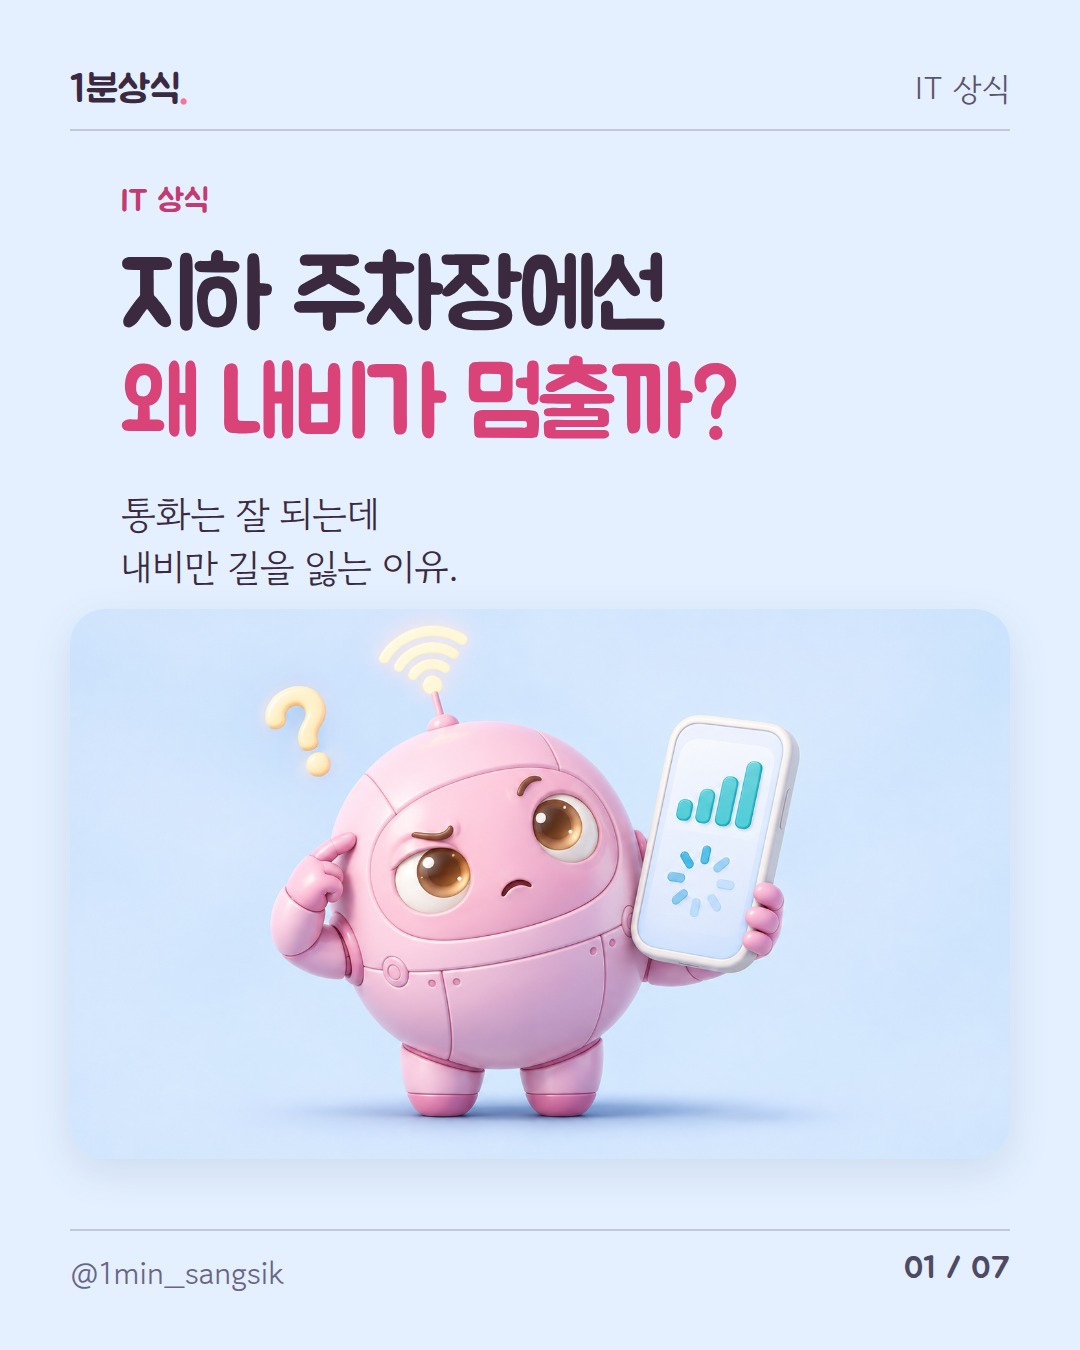 1분상식.
IT 상식
IT 상식
지하 주차장에선
왜 내비가 멈출까?
통화는 잘 되는데
내비만 길을 잃는 이유.
@1min_sangsik
01 / 07